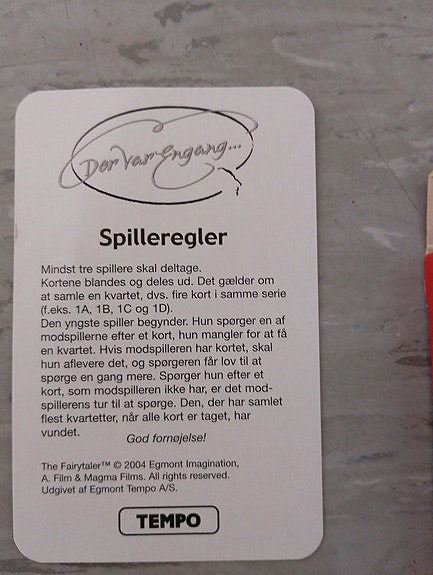 Der Var Engang...
Spilleregler
Mindst tre spillere skal deltage.
Kortene blandes og deles ud. Det gælder om
at samle en kvartet, dvs. fire kort i samme serie
(f.eks. 1A, 1B, 1C og 1D).
Den yngste spiller begynder. Hun spørger en af
modspillerne efter et kort, hun mangler for at få
en kvartet. Hvis modspilleren har kortet, skal
hun aflevere det, og spørgeren får lov til at
spørge en gang mere. Spørger hun efter et
kort, som modspilleren ikke har, er det mod-
spillerens tur til at spørge. Den, der har samlet
flest kvartetter, når alle kort er taget, har
vundet.
God fornøjelse!
The Fairytaler™ © 2004 Egmont Imagination,
A. Film & Magma Films. All rights reserved.
Udgivet af Egmont Tempo A/S.
TEMPO